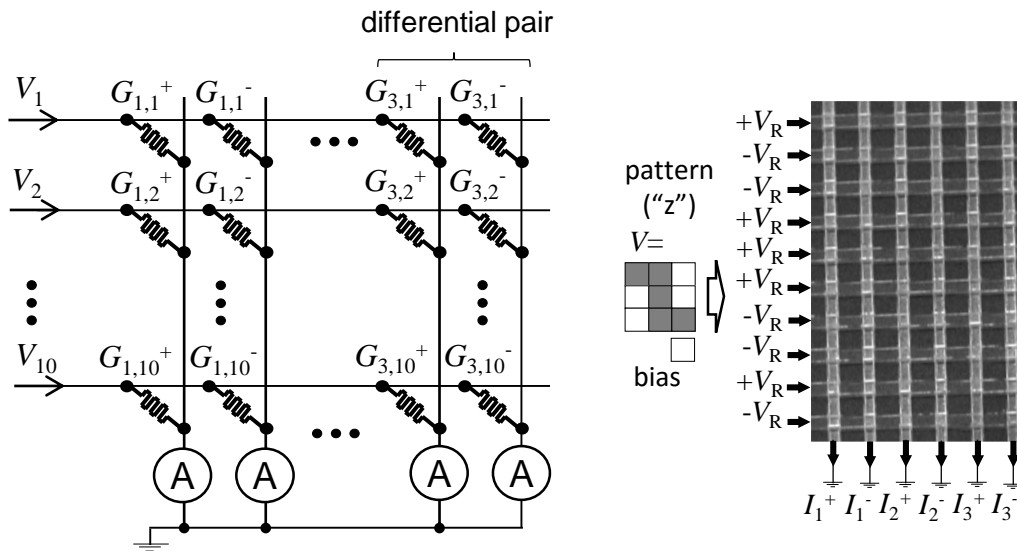 differential pair
V1 G1,1+ G1,1- G3,1+ G3,1-
V2 G1,2+ G1,2- G3,2+ G3,2-
V10 G1,10+ G1,10- G3,10+ G3,10-
A A A A
pattern
("z")
V=
bias
+VR
-VR
-VR
+VR
+VR
+VR
-VR
-VR
+VR
-VR
I1+ I1- I2+ I2- I3+ I3-